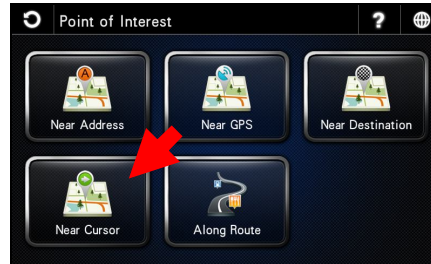 Point of Interest ?
A
Near Address
Near GPS
Near Destination
Near Cursor
Along Route